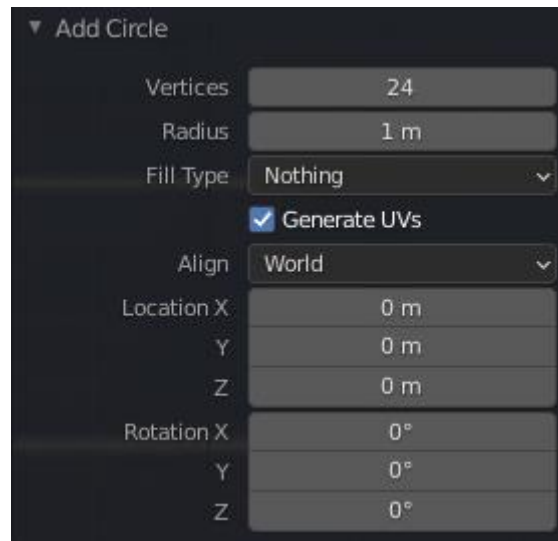 Add Circle
Vertices 24
Radius 1 m
Fill Type Nothing
Generate UVs
Align World
Location X 0 m
Y 0 m
Z 0 m
Rotation X 0°
Y 0°
Z 0°